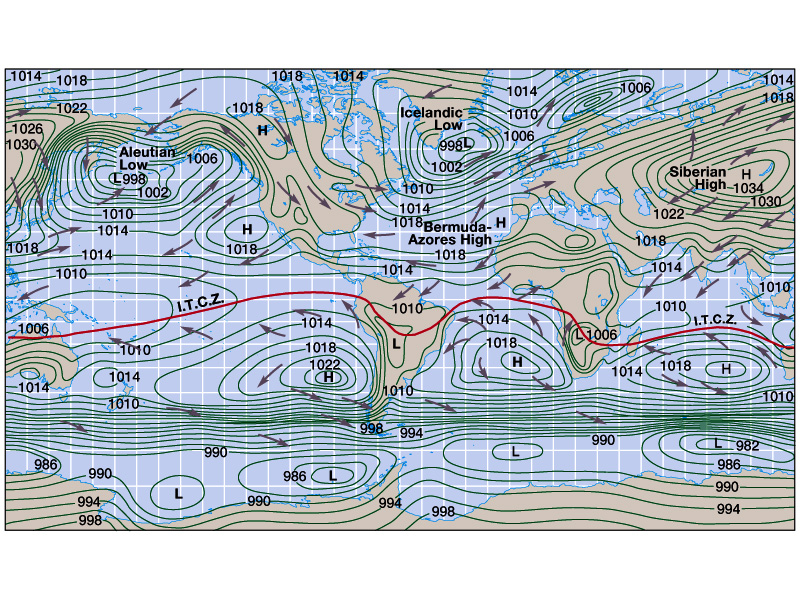 1014
1018
1018
1014
1006
1014
1014
1018
1022
1018
1010
Icelandic
Low
1026
H
1006
1030
L
998
Aleutian
Low
1006
1002
Siberian
High
H
1034
L 998
1002
1010
1030
1010
1014
1022
1014
1018
H
Bermuda-
Azores High
H
1018
1018
1018
1018
1014
1014
1014
1010
1010
I.T.C.Z.
1010
1010
1006
1014
1014
I.T.C.Z.
L 1006
1010
1018
1018
L
1022
H
1018
H
1014
1014
H
1014
1010
1010
1010
998
994
990
990
L
L 982
986
990
986
L
986
L
990
994
990
994
998
998
994